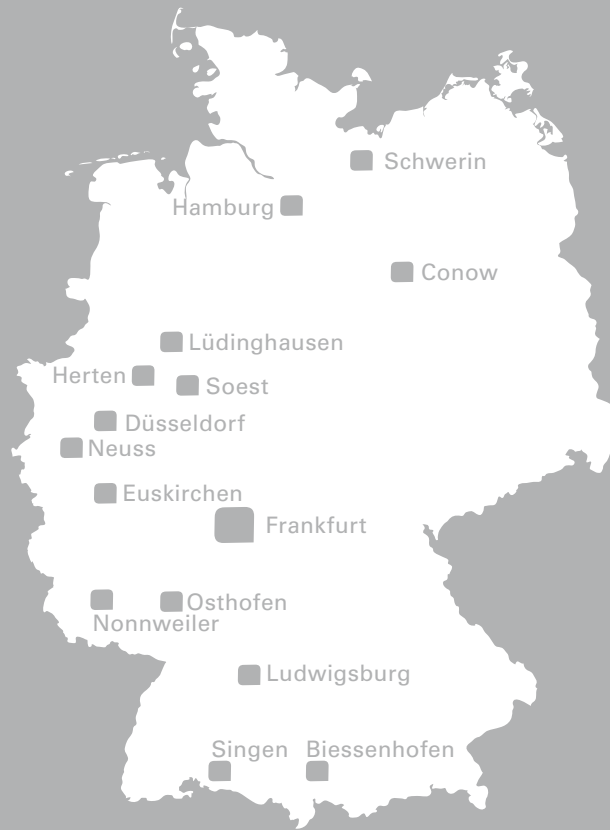 Schwerin
Hamburg
Conow
Lüdinghausen
Herten
Soest
Düsseldorf
Neuss
Euskirchen
Frankfurt
Osthofen
Nonnweiler
Ludwigsburg
Singen Biessenhofen